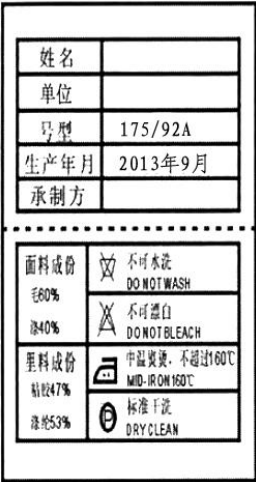 姓名
单位
号型 175/92A
生产年月 2013年9月
承制方
面料成份
毛60%
涤40%
不可水洗
DO NOT WASH
不可漂白
DO NOT BLEACH
里料成份
粘胶47%
涤纶53%
中温熨烫，不超过160℃
MID-IRON 160℃
P
标准干洗
DRY CLEAN